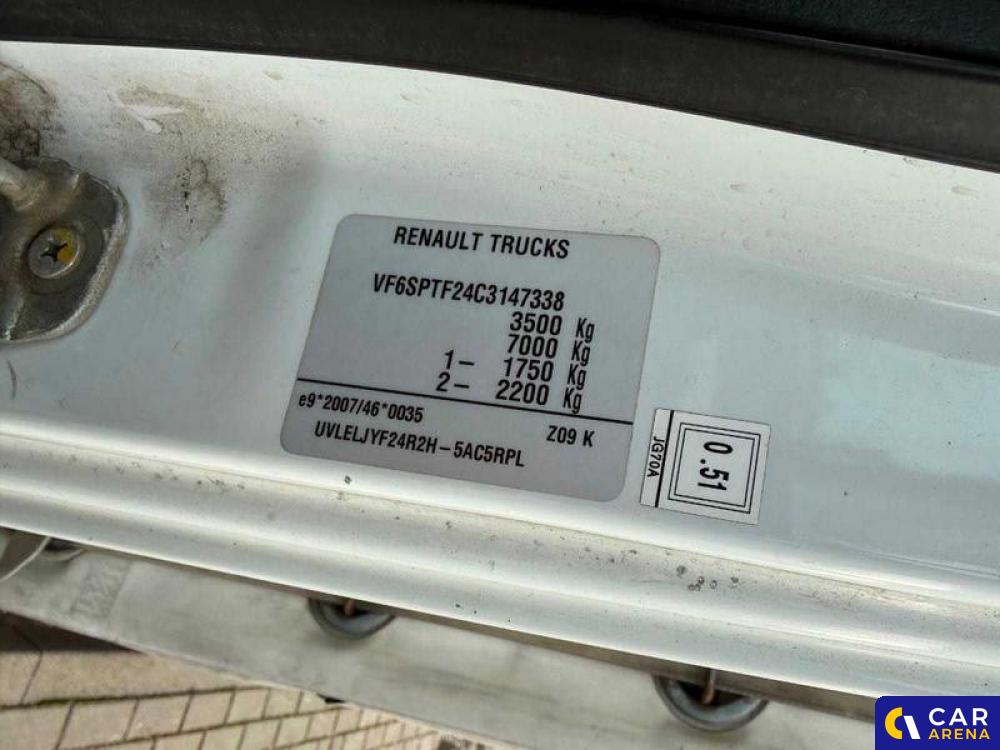 RENAULT TRUCKS
VF6SPTF24C3147338
3500 Kg
7000 Kg
1– 1750 Kg
2– 2200 Kg
e9*2007/46*0035
Z09 K
UVLELJYF24R2H–5AC5RPL
0.51
JG70A
CAR
ARENA